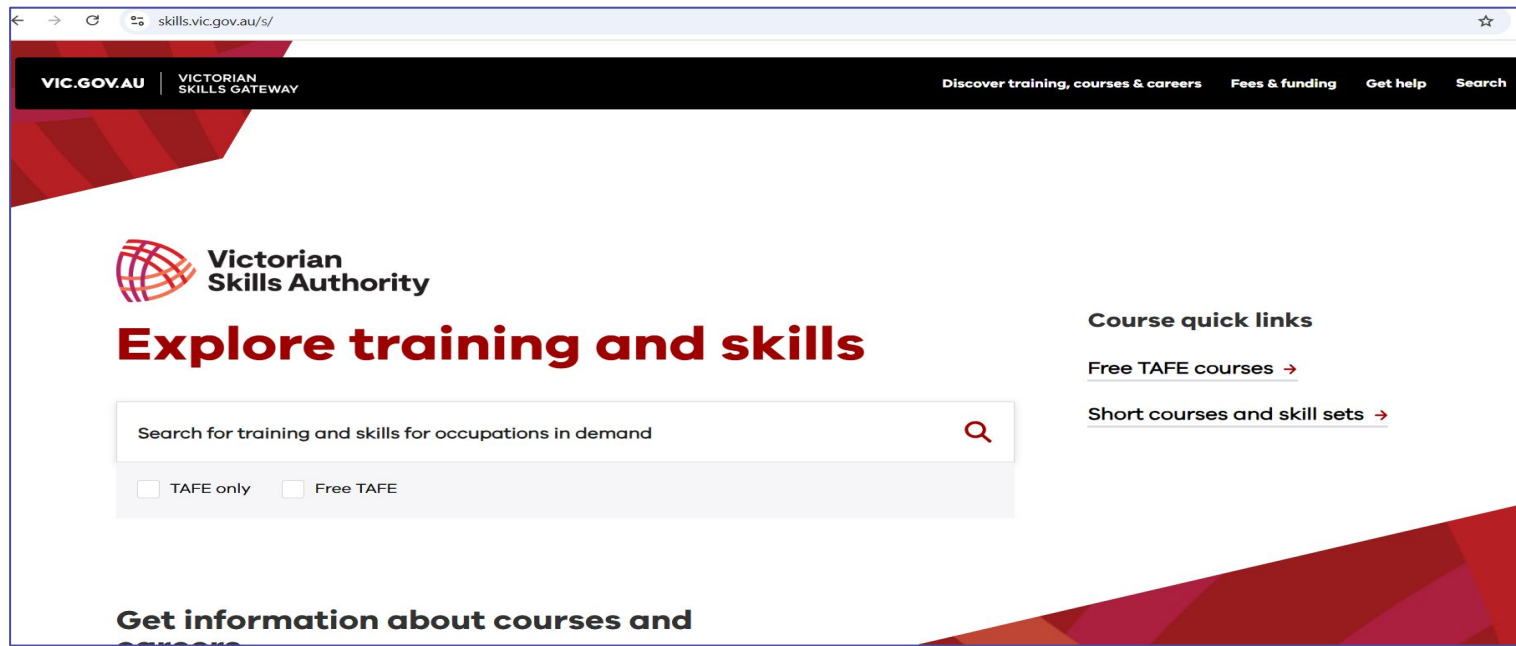 skills.vic.gov.au/s/
VIC.GOV.AU
VICTORIAN
SKILLS GATEWAY
Discover training, courses & careers
Fees & funding
Get help
Search
Victorian
Skills Authority
Explore training and skills
Search for training and skills for occupations in demand
TAFE only
Free TAFE
Course quick links
Free TAFE courses →
Short courses and skill sets →
Get information about courses and
careers